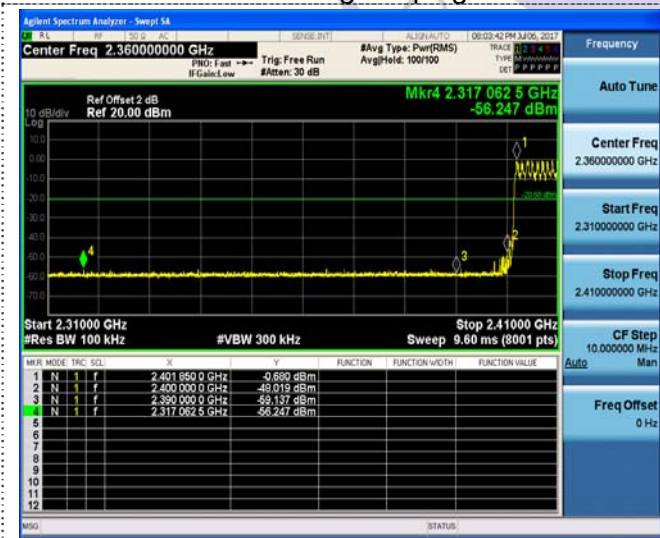 Agilent Spectrum Analyzer - Swept SA
RL RF 50 Ω AC SENSE:INT ALIGN AUTO 08:03:42 PM Jul 06, 2017
Center Freq 2.360000000 GHz
PNO: Fast
IFGain:Low
Trig: Free Run
#Atten: 30 dB
#Avg Type: Pwr(RMS)
Avg|Hold: 100/100
TRACE 1 2 3 4 5 6
TYPE
DET P P P P P P
Ref Offset 2 dB
10 dB/div Ref 20.00 dBm
Log
Mkr4 2.317 062 5 GHz
-56.247 dBm
10.0
0.00
-10.0
-20.0
-30.0
-40.0
-50.0
-60.0
-70.0
1
2
3
4
Start 2.31000 GHz
#Res BW 100 kHz
#VBW 300 kHz
Stop 2.41000 GHz
Sweep 9.60 ms (8001 pts)
MKR MODE TRC SCL X Y FUNCTION FUNCTION WIDTH FUNCTION VALUE
1 N 1 f 2.401 850 0 GHz -0.680 dBm
2 N 1 f 2.400 000 0 GHz -48.019 dBm
3 N 1 f 2.390 000 0 GHz -59.137 dBm
4 N 1 f 2.317 062 5 GHz -56.247 dBm
5
6
7
8
9
10
11
12
MSG STATUS
Frequency
Auto Tune
Center Freq
2.360000000 GHz
Start Freq
2.310000000 GHz
Stop Freq
2.410000000 GHz
CF Step
10.000000 MHz
Auto Man
Freq Offset
0 Hz